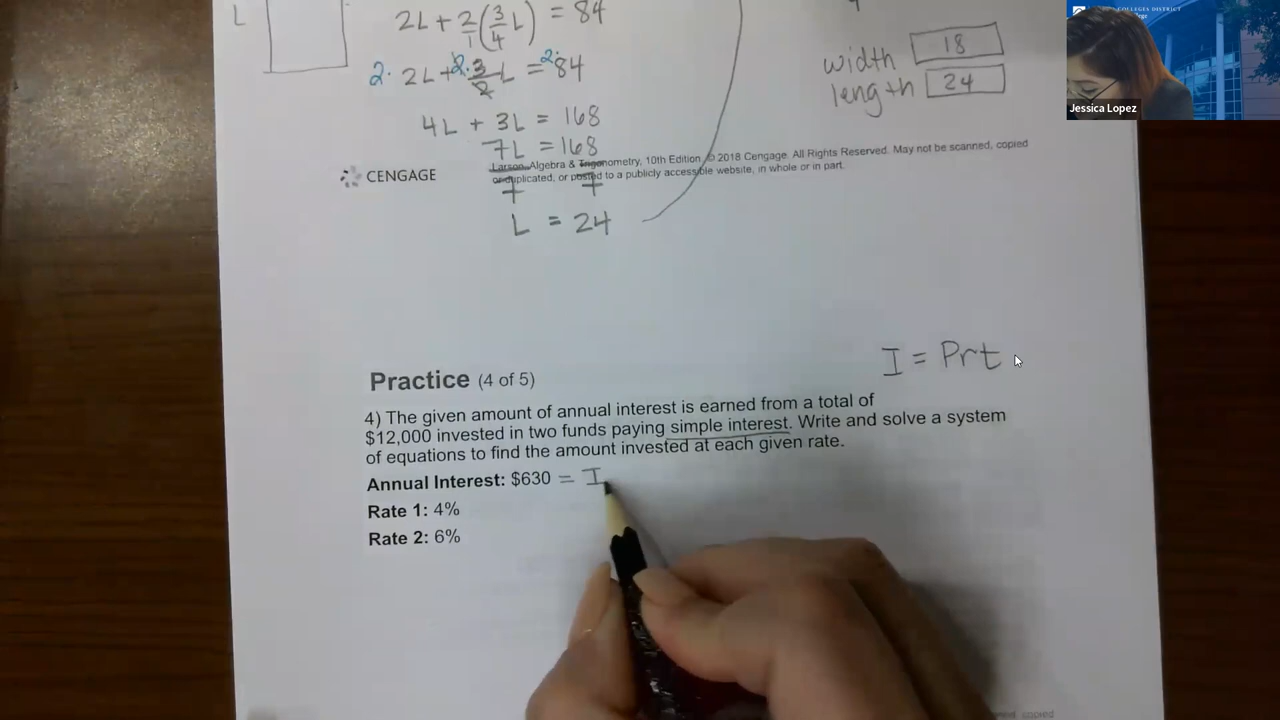 L
2L + 2/1 (3/4 L) = 84
2· 2L + 2· 3/2 L = 2· 84
4L + 3L = 168
7L = 168
7 7
L = 24
width 18
length 24
CENGAGE
Larson, Algebra & Trigonometry, 10th Edition, © 2018 Cengage. All Rights Reserved. May not be scanned, copied
or duplicated, or posted to a publicly accessible website, in whole or in part.
I = Prt
Practice (4 of 5)
4) The given amount of annual interest is earned from a total of
$12,000 invested in two funds paying simple interest. Write and solve a system
of equations to find the amount invested at each given rate.
Annual Interest: $630 = I
Rate 1: 4%
Rate 2: 6%
COLLEGES DISTRICT
Jessica Lopez
copied